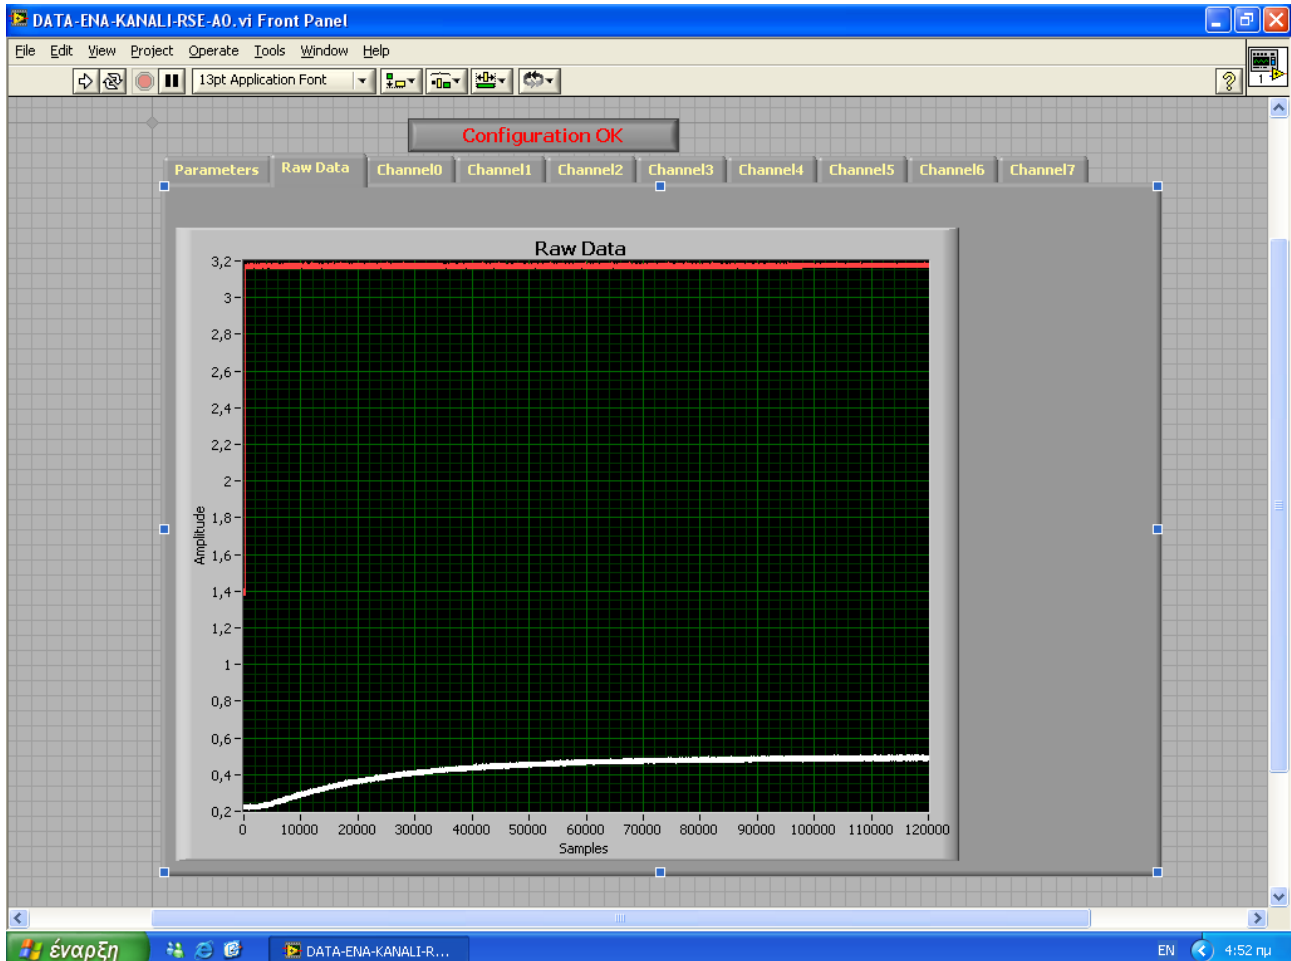 DATA-ENA-KANALI-RSE-AO.vi Front Panel
File Edit View Project Operate Tools Window Help
13pt Application Font
1
Configuration OK
Parameters Raw Data Channel0 Channel1 Channel2 Channel3 Channel4 Channel5 Channel6 Channel7
Raw Data
3,2
3
2,8
2,6
2,4
2,2
2
1,8
1,6
1,4
1,2
1
0,8
0,6
0,4
0,2
Amplitude
0 10000 20000 30000 40000 50000 60000 70000 80000 90000 100000 110000 120000
Samples
έναρξη DATA-ENA-KANALI-R... EN 4:52 πμ